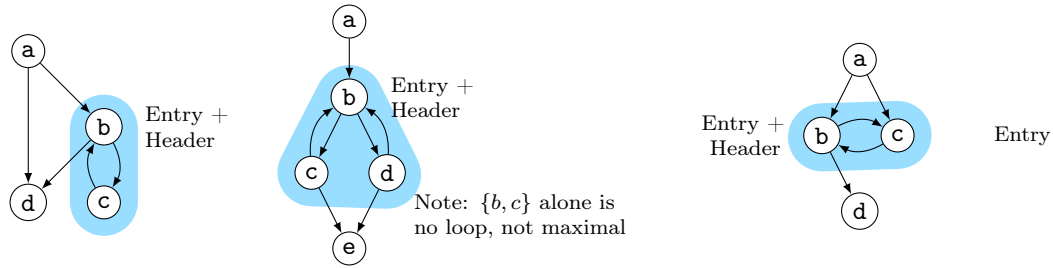 a
b
Entry +
Header
d
c
a
b
Entry +
Header
c
d
Note: {b, c} alone is
no loop, not maximal
e
a
Entry +
Header
b
c
Entry
d